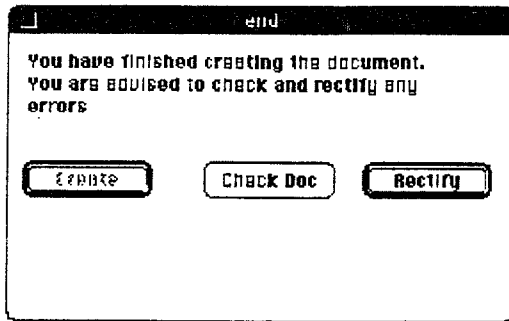 end
You have finished creating the document.
You are advised to check and rectify any
errors
Create
Check Doc
Rectify